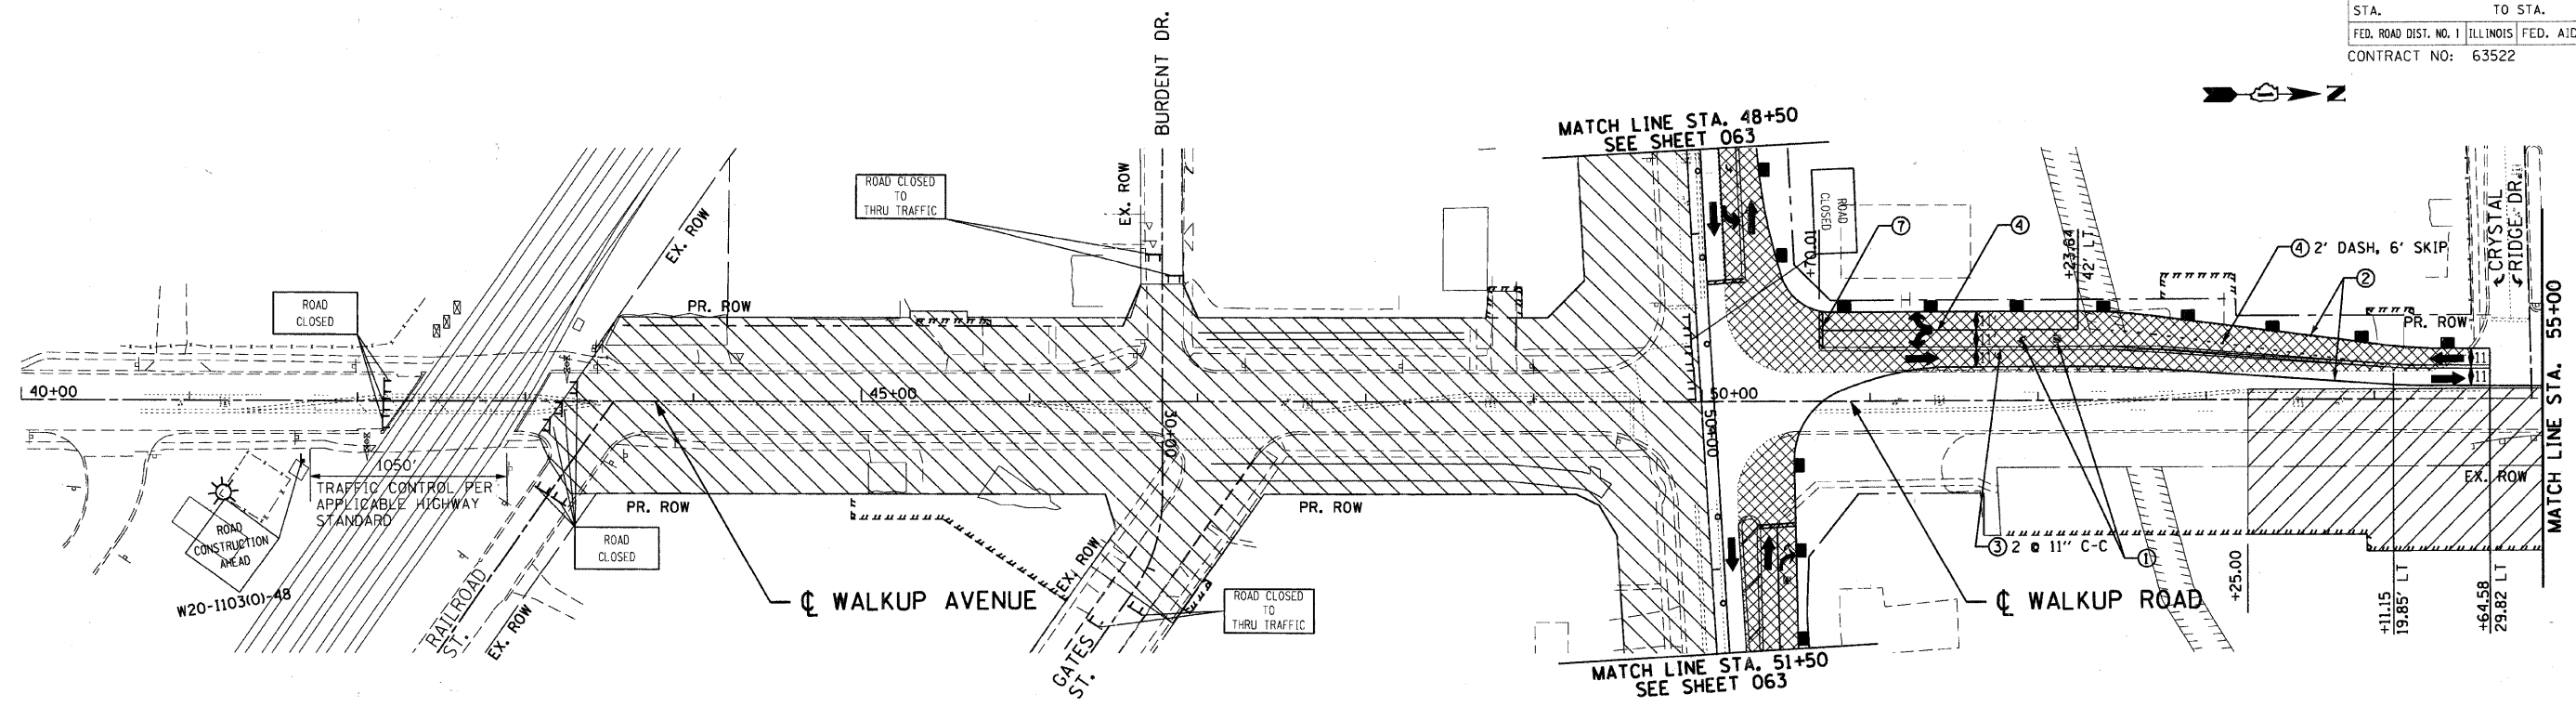 STA. TO STA.
FED. ROAD DIST. NO. 1 ILLINOIS FED. AID
CONTRACT NO: 63522
N
BURDENT DR.
MATCH LINE STA. 48+50
SEE SHEET 063
ROAD CLOSED
TO
THRU TRAFFIC
EX. ROW
EX. ROW
ROAD
CLOSED
+70.01
7
4
+23.64
42' LT
4 2' DASH, 6' SKIP
2
CRYSTAL
RIDGE DR.
MATCH LINE STA. 55+00
ROAD
CLOSED
PR. ROW
PR. ROW
11
11
40+00
45+00
50+00
30+00
50+00
1050'
TRAFFIC CONTROL PER
APPLICABLE HIGHWAY
STANDARD
ROAD
CONSTRUCTION
AHEAD
W20-1103(O)-48
PR. ROW
PR. ROW
EX. ROW
ROAD
CLOSED
RAILROAD
ST.
EX. ROW
℄ WALKUP AVENUE
EX. ROW
GATES
ST.
ROAD CLOSED
TO
THRU TRAFFIC
3 2 @ 11" C-C
1
℄ WALKUP ROAD
+25.00
+11.15
19.85' LT
+64.58
29.82 LT
MATCH LINE STA. 51+50
SEE SHEET 063